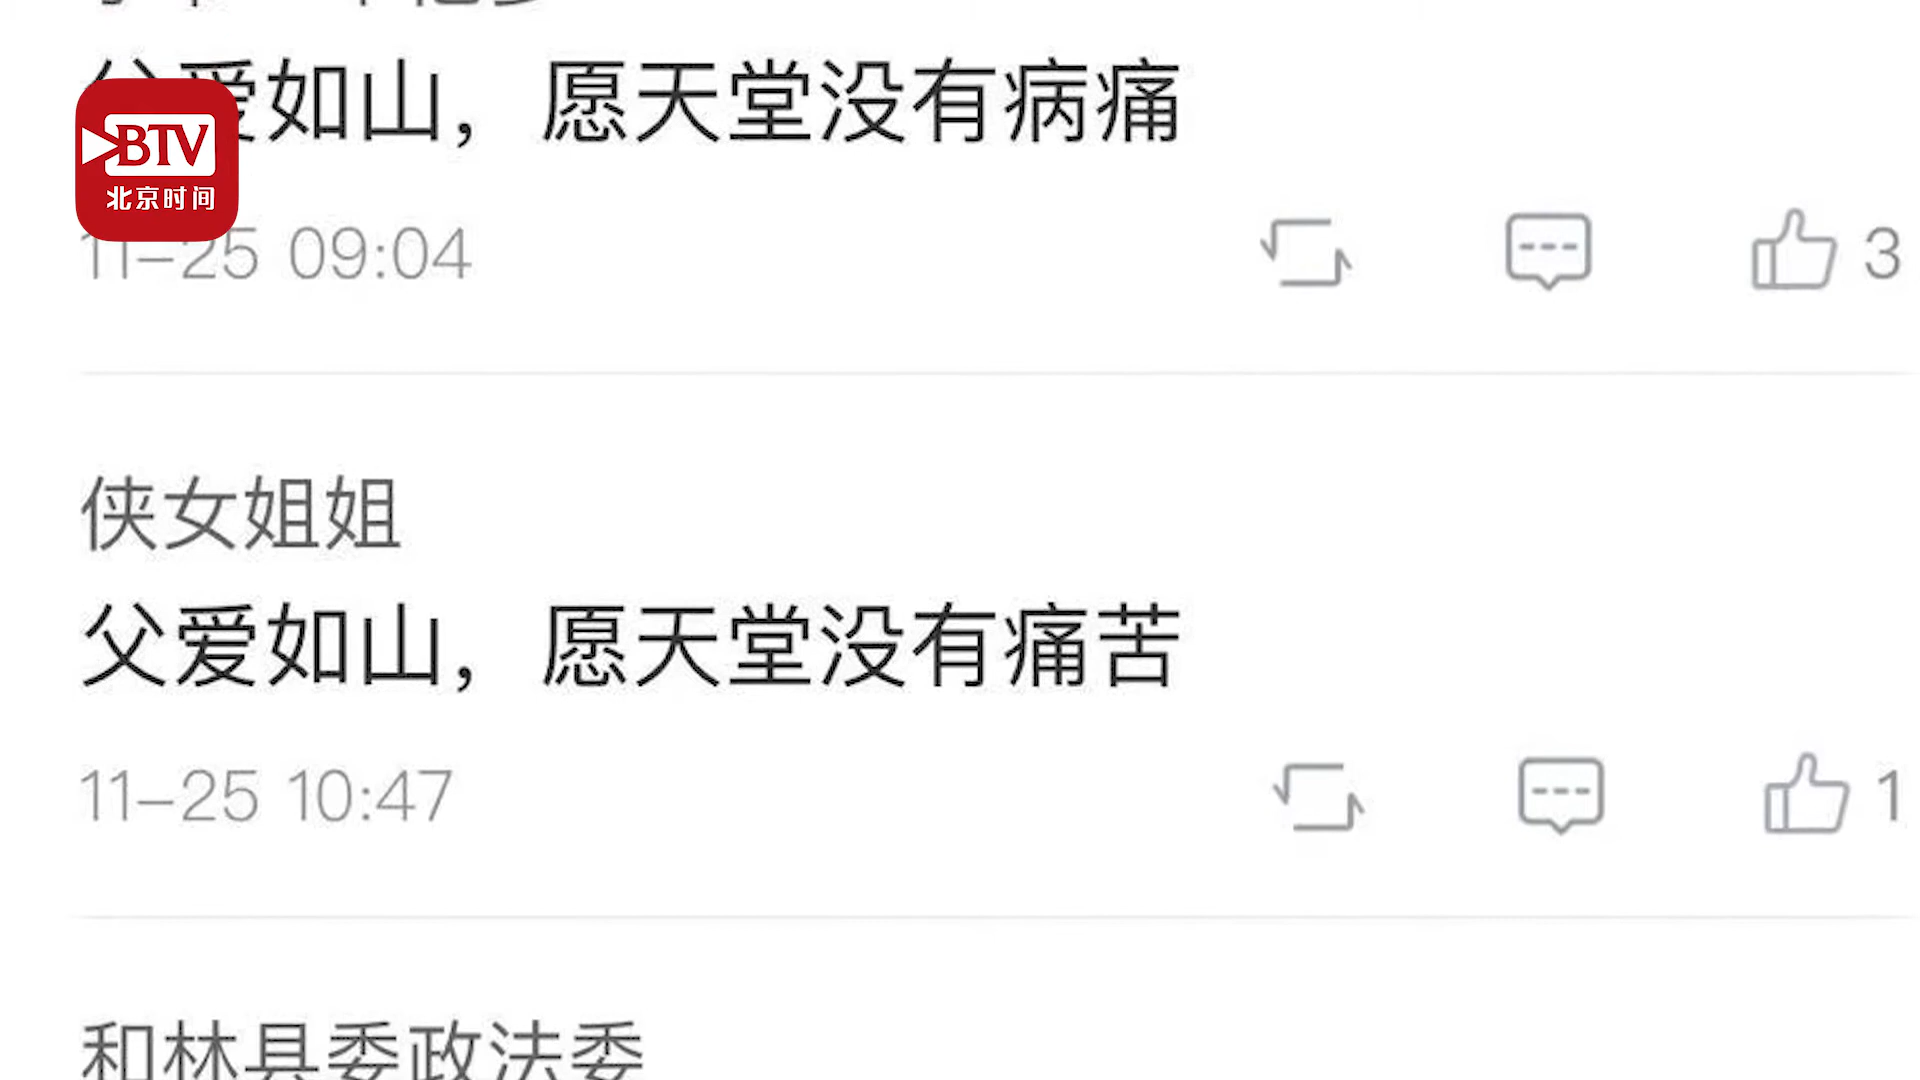 父爱如山，愿天堂没有病痛
BTV
北京时间
11-25 09:04
3
侠女姐姐
父爱如山，愿天堂没有痛苦
11-25 10:47
1
和林县委政法委